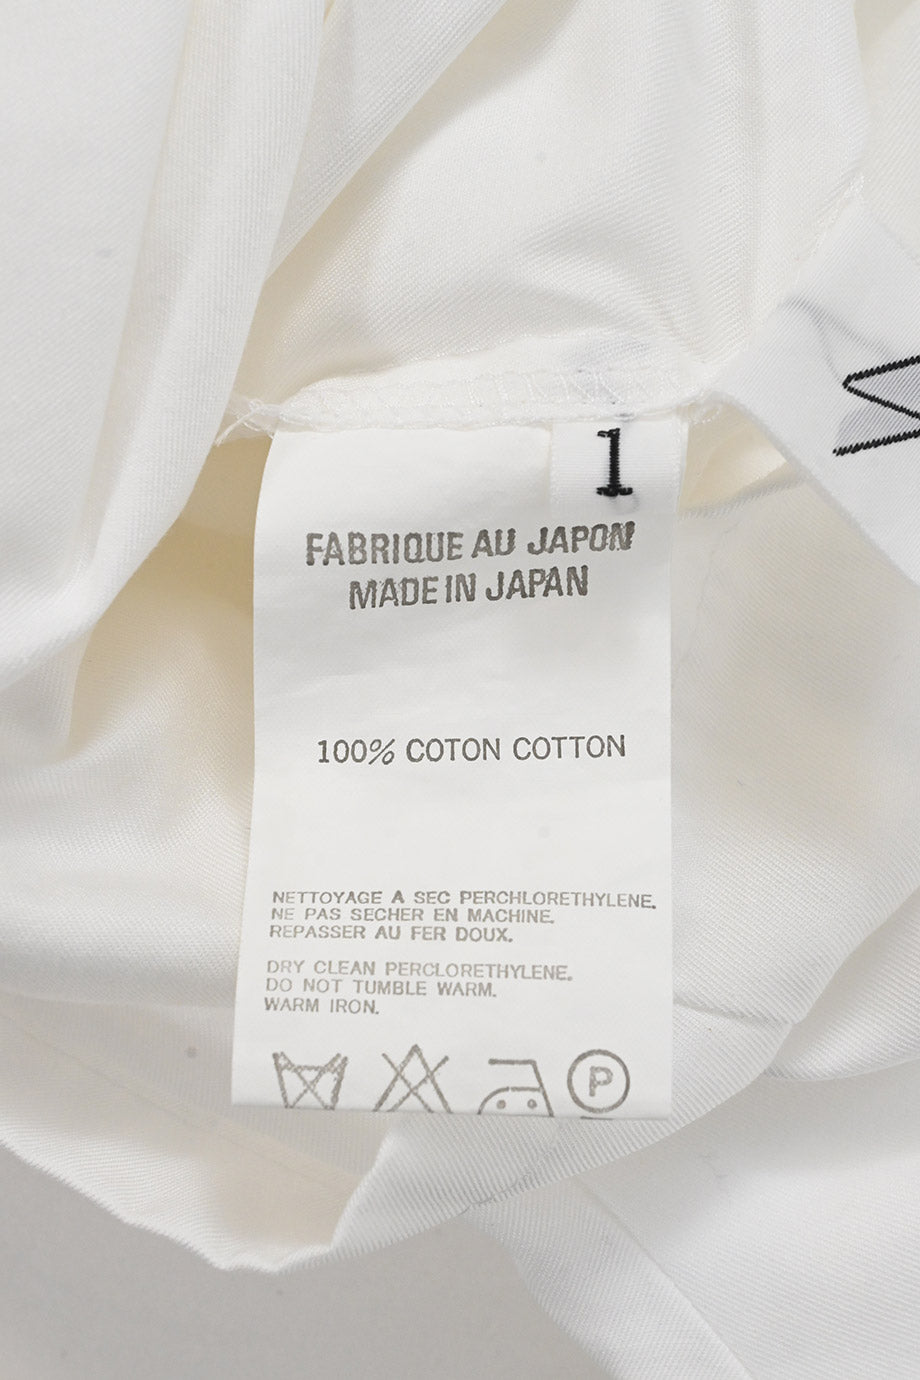 1
FABRIQUE AU JAPON
MADE IN JAPAN
100% COTON COTTON
NETTOYAGE A SEC PERCHLORETHYLENE.
NE PAS SECHER EN MACHINE.
REPASSER AU FER DOUX.
DRY CLEAN PERCLORETHYLENE.
DO NOT TUMBLE WARM.
WARM IRON.
P